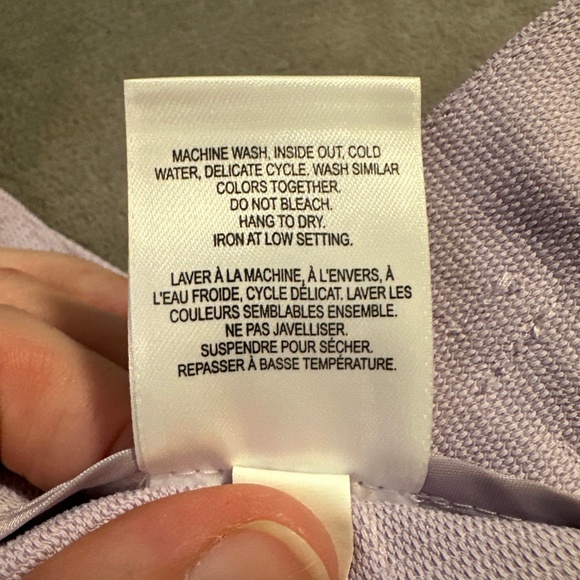 MACHINE WASH, INSIDE OUT, COLD
WATER, DELICATE CYCLE. WASH SIMILAR
COLORS TOGETHER.
DO NOT BLEACH.
HANG TO DRY.
IRON AT LOW SETTING.
LAVER À LA MACHINE, À L'ENVERS, À
L'EAU FROIDE, CYCLE DÉLICAT. LAVER LES
COULEURS SEMBLABLES ENSEMBLE.
NE PAS JAVELLISER.
SUSPENDRE POUR SÉCHER.
REPASSER À BASSE TEMPÉRATURE.